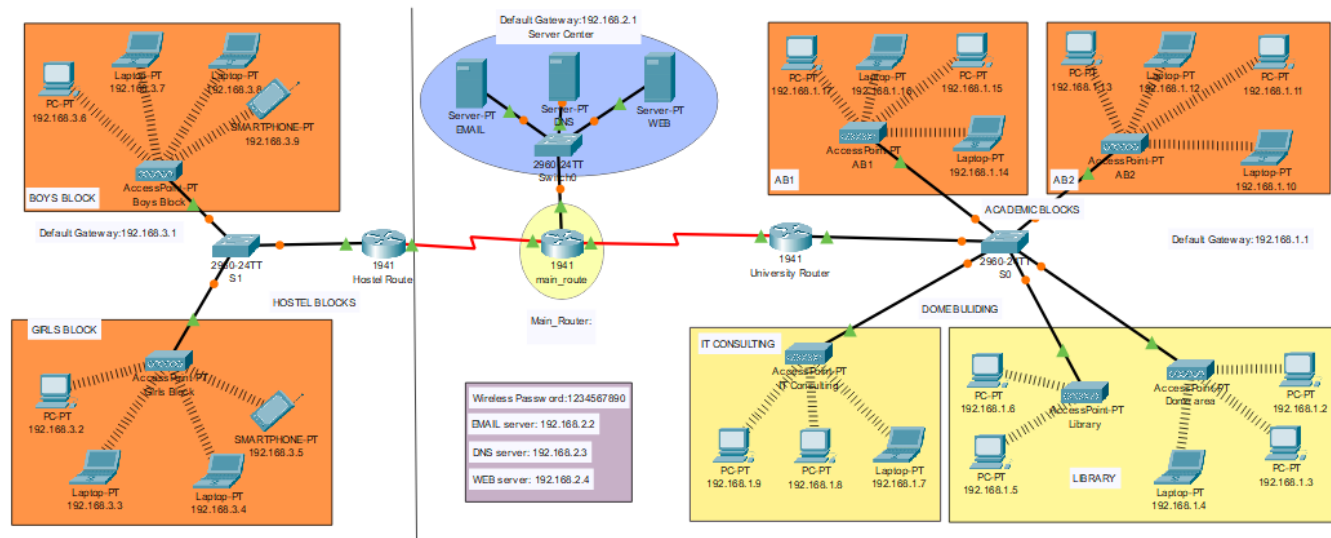 Default Gateway:192.168.2.1
Server Center
Laptop-PT
192.168.3.7
Laptop-PT
192.168.3.8
PC-PT
192.168.3.6
SMARTPHONE-PT
192.168.3.9
AccessPoint-PT
Boys Block
BOYS BLOCK
Server-PT
EMAIL
Server-PT
DNS
Server-PT
WEB
2960-24TT
Switch0
PC-PT
192.168.1.17
Laptop-PT
192.168.1.16
PC-PT
192.168.1.15
AccessPoint-PT
AB1
Laptop-PT
192.168.1.14
AB1
PC-PT
192.168.1.13
Laptop-PT
192.168.1.12
PC-PT
192.168.1.11
AccessPoint-PT
AB2
Laptop-PT
192.168.1.10
AB2
ACADEMIC BLOCKS
Default Gateway:192.168.3.1
Default Gateway:192.168.1.1
2960-24TT
S1
1941
Hostel Route
1941
main_route
1941
University Router
2960-24TT
S0
HOSTEL BLOCKS
Main_Router:
DOME BULIDING
GIRLS BLOCK
AccessPoint-PT
Girls Block
PC-PT
192.168.3.2
SMARTPHONE-PT
192.168.3.5
Laptop-PT
192.168.3.3
Laptop-PT
192.168.3.4
Wireless Password:1234567890
EMAIL server: 192.168.2.2
DNS server: 192.168.2.3
WEB server: 192.168.2.4
IT CONSULTING
AccessPoint-PT
IT Consulting
PC-PT
192.168.1.9
PC-PT
192.168.1.8
Laptop-PT
192.168.1.7
PC-PT
192.168.1.6
AccessPoint-PT
Library
AccessPoint-PT
Dome area
PC-PT
192.168.1.2
PC-PT
192.168.1.5
LIBRARY
Laptop-PT
192.168.1.4
PC-PT
192.168.1.3